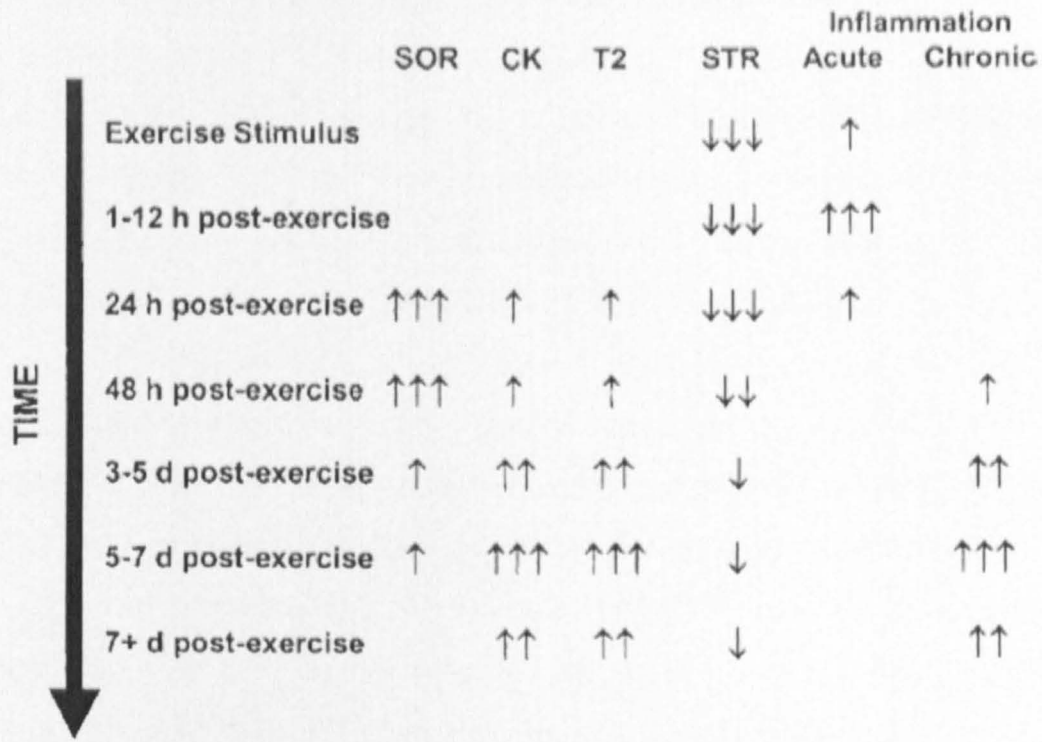 Inflammation
SOR CK T2 STR Acute Chronic
Exercise Stimulus ↓↓↓ ↑
1-12 h post-exercise ↓↓↓ ↑↑↑
24 h post-exercise ↑↑↑ ↑ ↑ ↓↓↓ ↑
48 h post-exercise ↑↑↑ ↑ ↑ ↓↓ ↑
3-5 d post-exercise ↑ ↑↑ ↑↑ ↓ ↑↑
5-7 d post-exercise ↑ ↑↑↑ ↑↑↑ ↓ ↑↑↑
7+ d post-exercise ↑↑ ↑↑ ↓ ↑↑
TIME